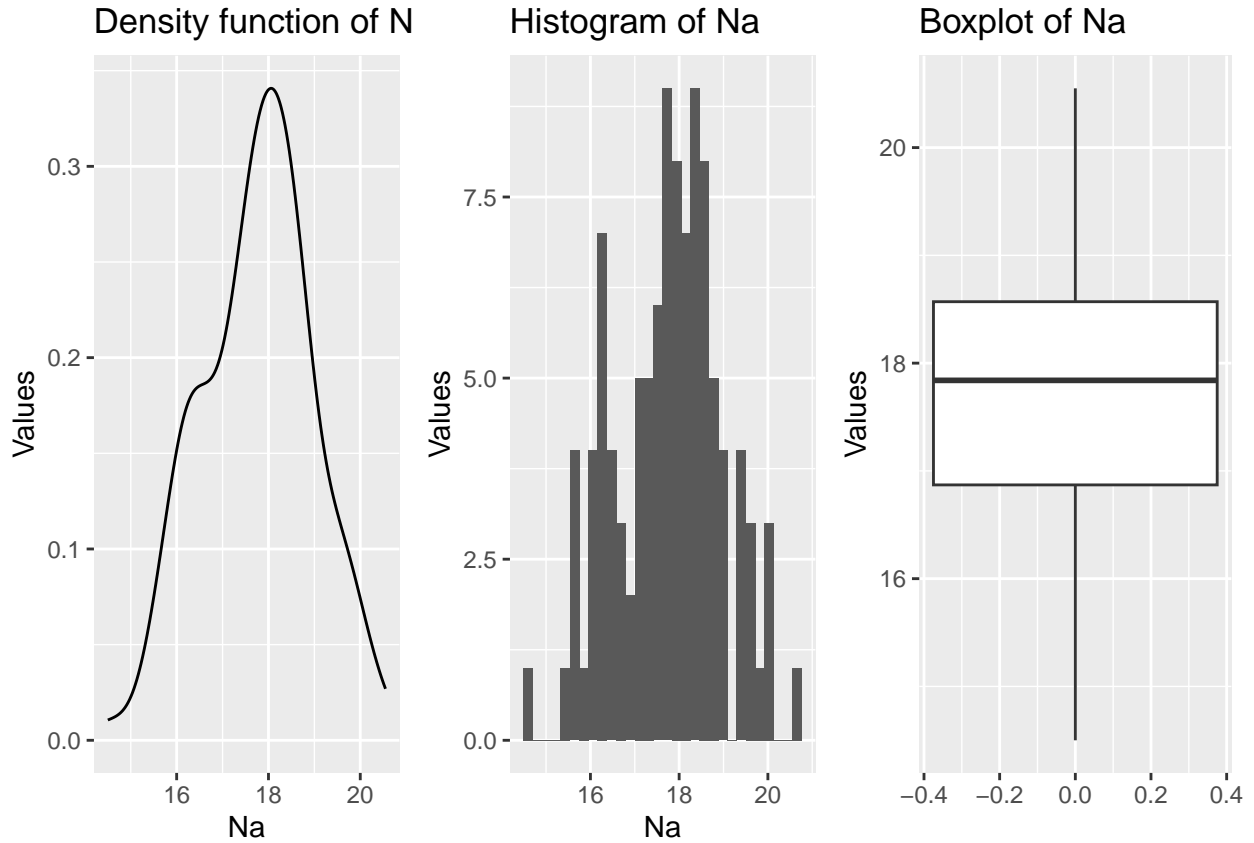 Density function of N
Histogram of Na
Boxplot of Na
Values
0.3
0.2
0.1
0.0
16
18
20
Na
Values
7.5
5.0
2.5
0.0
16
18
20
Na
Values
20
18
16
−0.4
−0.2
0.0
0.2
0.4